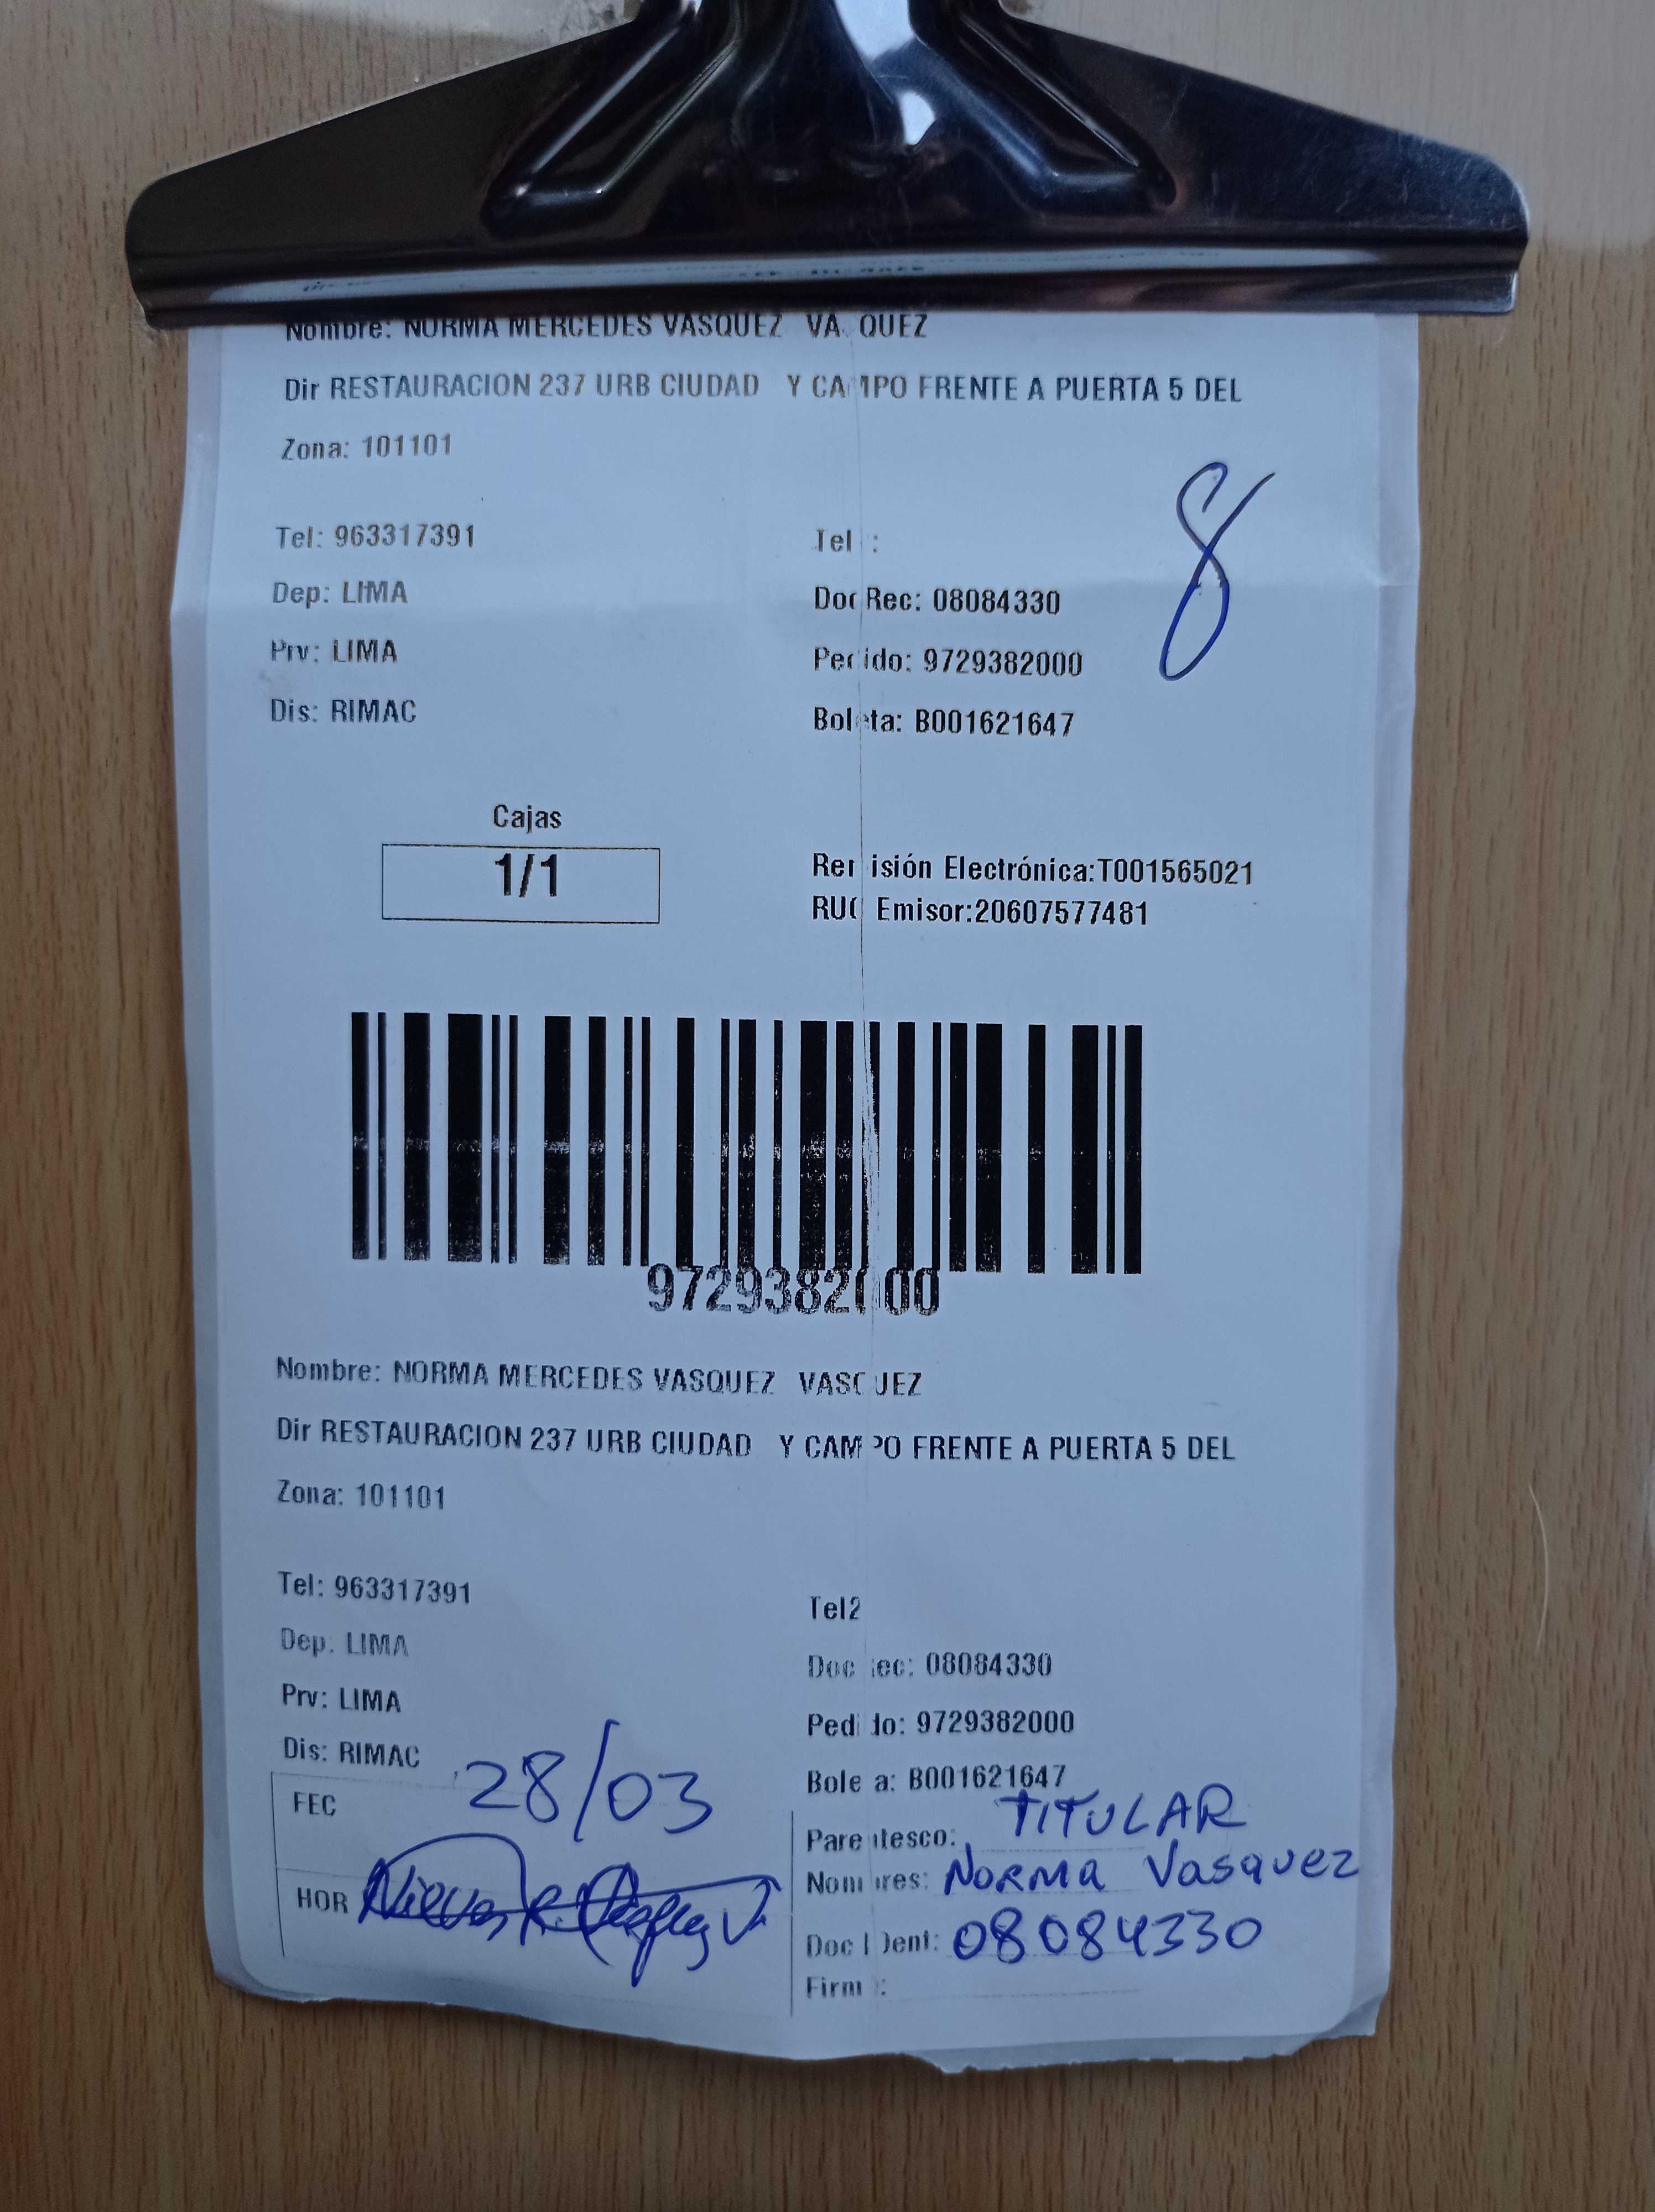 Nombre: NORMA MERCEDES VASQUEZ VA QUEZ
Dir RESTAURACION 237 URB CIUDAD Y CA MPO FRENTE A PUERTA 5 DEL
Zona: 101101
8
Tel: 963317391 Tel :
Dep: LIMA Doc Rec: 08084330
Prv: LIMA Pedido: 9729382000
Dis: RIMAC Boleta: B001621647
Cajas
1/1
Remisión Electrónica:T001565021
RUC Emisor:20607577481
9729382000
Nombre: NORMA MERCEDES VASQUEZ VASQUEZ
Dir RESTAURACION 237 URB CIUDAD Y CAMPO FRENTE A PUERTA 5 DEL
Zona: 101101
Tel: 963317391 Tel2
Dep: LIMA Doc Rec: 08084330
Prv: LIMA Pedido: 9729382000
Dis: RIMAC Boleta: B001621647
FEC 28/03 Parentesco: TITULAR
HOR Nombres: Norma Vasquez
Doc Ident: 08084330
Firma: